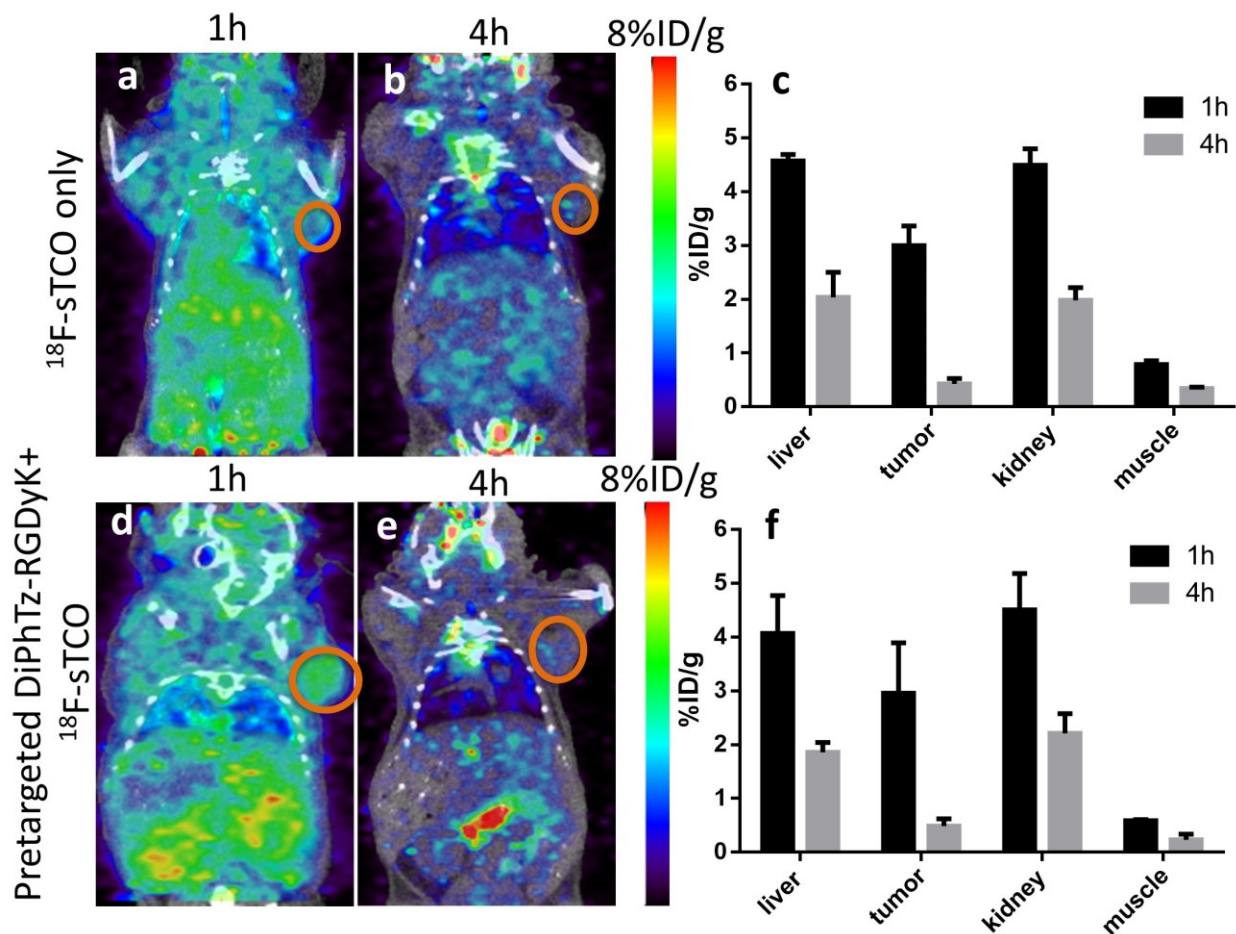 1h
4h
8%ID/g
a
b
¹⁸F-sTCO only
c
1h
4h
%ID/g
6
5
4
3
2
1
0
liver
tumor
kidney
muscle
1h
4h
8%ID/g
d
e
Pretargeted DiPhTz-RGDyK+
¹⁸F-sTCO
f
1h
4h
%ID/g
6
5
4
3
2
1
0
liver
tumor
kidney
muscle